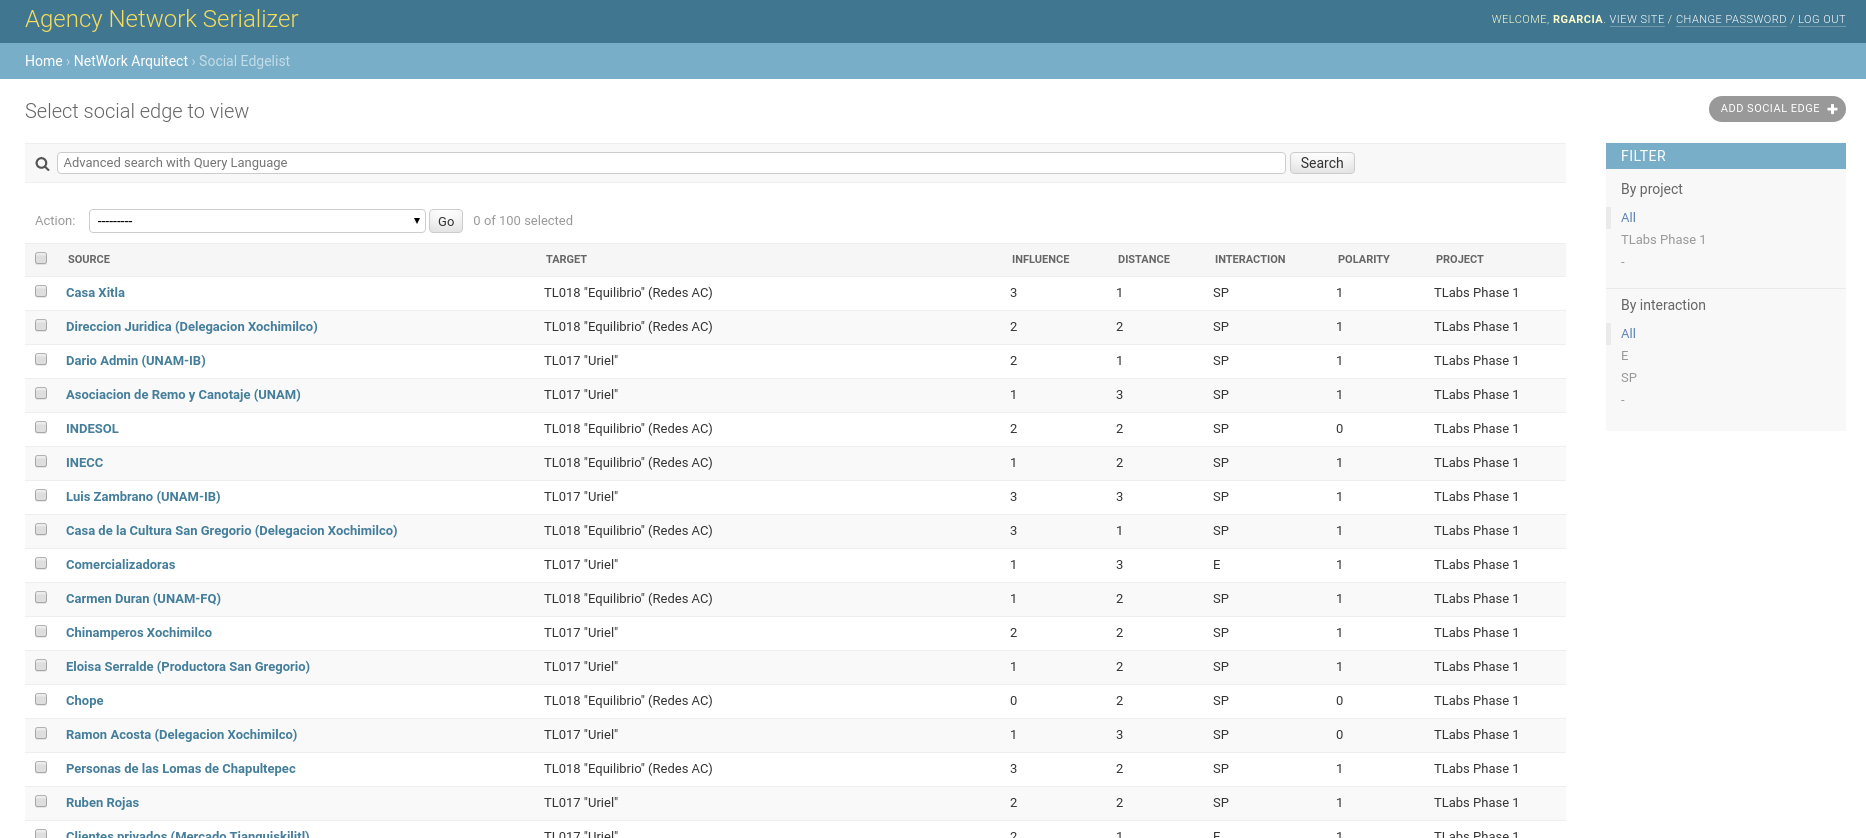 Agency Network Serializer
WELCOME, RGARCIA. VIEW SITE / CHANGE PASSWORD / LOG OUT
Home › NetWork Arquitect › Social Edgelist
Select social edge to view
ADD SOCIAL EDGE +
Advanced search with Query Language
Search
Action: --------- Go 0 of 100 selected
SOURCE TARGET INFLUENCE DISTANCE INTERACTION POLARITY PROJECT
Casa Xitla TL018 "Equilibrio" (Redes AC) 3 1 SP 1 TLabs Phase 1
Direccion Juridica (Delegacion Xochimilco) TL018 "Equilibrio" (Redes AC) 2 2 SP 1 TLabs Phase 1
Dario Admin (UNAM-IB) TL017 "Uriel" 2 1 SP 1 TLabs Phase 1
Asociacion de Remo y Canotaje (UNAM) TL017 "Uriel" 1 3 SP 1 TLabs Phase 1
INDESOL TL018 "Equilibrio" (Redes AC) 2 2 SP 0 TLabs Phase 1
INECC TL018 "Equilibrio" (Redes AC) 1 2 SP 1 TLabs Phase 1
Luis Zambrano (UNAM-IB) TL017 "Uriel" 3 3 SP 1 TLabs Phase 1
Casa de la Cultura San Gregorio (Delegacion Xochimilco) TL018 "Equilibrio" (Redes AC) 3 1 SP 1 TLabs Phase 1
Comercializadoras TL017 "Uriel" 1 3 E 1 TLabs Phase 1
Carmen Duran (UNAM-FQ) TL018 "Equilibrio" (Redes AC) 1 2 SP 1 TLabs Phase 1
Chinamperos Xochimilco TL017 "Uriel" 2 2 SP 1 TLabs Phase 1
Eloisa Serralde (Productora San Gregorio) TL017 "Uriel" 1 2 SP 1 TLabs Phase 1
Chope TL018 "Equilibrio" (Redes AC) 0 2 SP 0 TLabs Phase 1
Ramon Acosta (Delegacion Xochimilco) TL017 "Uriel" 1 3 SP 0 TLabs Phase 1
Personas de las Lomas de Chapultepec TL018 "Equilibrio" (Redes AC) 3 2 SP 1 TLabs Phase 1
Ruben Rojas TL017 "Uriel" 2 2 SP 1 TLabs Phase 1
Clientes privados (Mercado Tianquiskilitl) TL017 "Uriel" 2 1 E 1 TLabs Phase 1
FILTER
By project
All
TLabs Phase 1
-
By interaction
All
E
SP
-